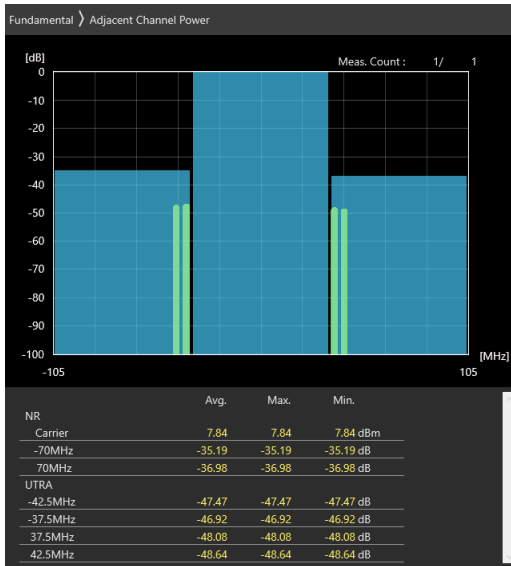 Fundamental 〉 Adjacent Channel Power
[dB]
Meas. Count : 1/ 1
0
-10
-20
-30
-40
-50
-60
-70
-80
-90
-100
[MHz]
-105 105
Avg. Max. Min.
NR
Carrier 7.84 7.84 7.84 dBm
-70MHz -35.19 -35.19 -35.19 dB
70MHz -36.98 -36.98 -36.98 dB
UTRA
-42.5MHz -47.47 -47.47 -47.47 dB
-37.5MHz -46.92 -46.92 -46.92 dB
37.5MHz -48.08 -48.08 -48.08 dB
42.5MHz -48.64 -48.64 -48.64 dB